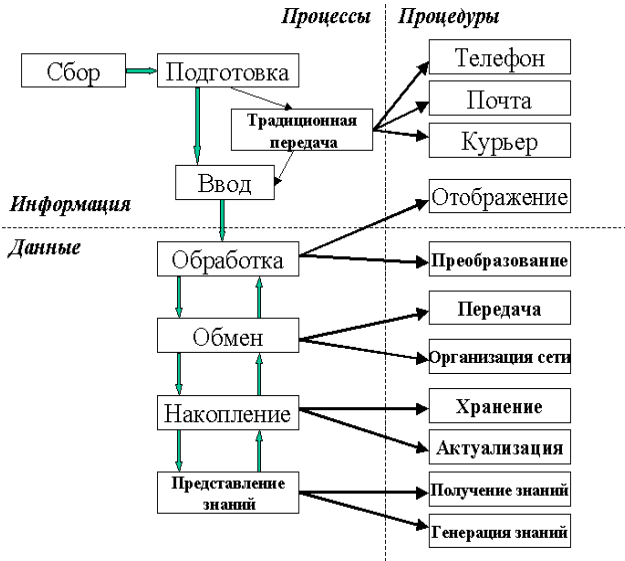 Процессы
Процедуры
Сбор
Подготовка
Телефон
Почта
Традиционная
передача
Курьер
Ввод
Отображение
Информация
Данные
Обработка
Преобразование
Передача
Обмен
Организация сети
Накопление
Хранение
Актуализация
Представление
знаний
Получение знаний
Генерация знаний